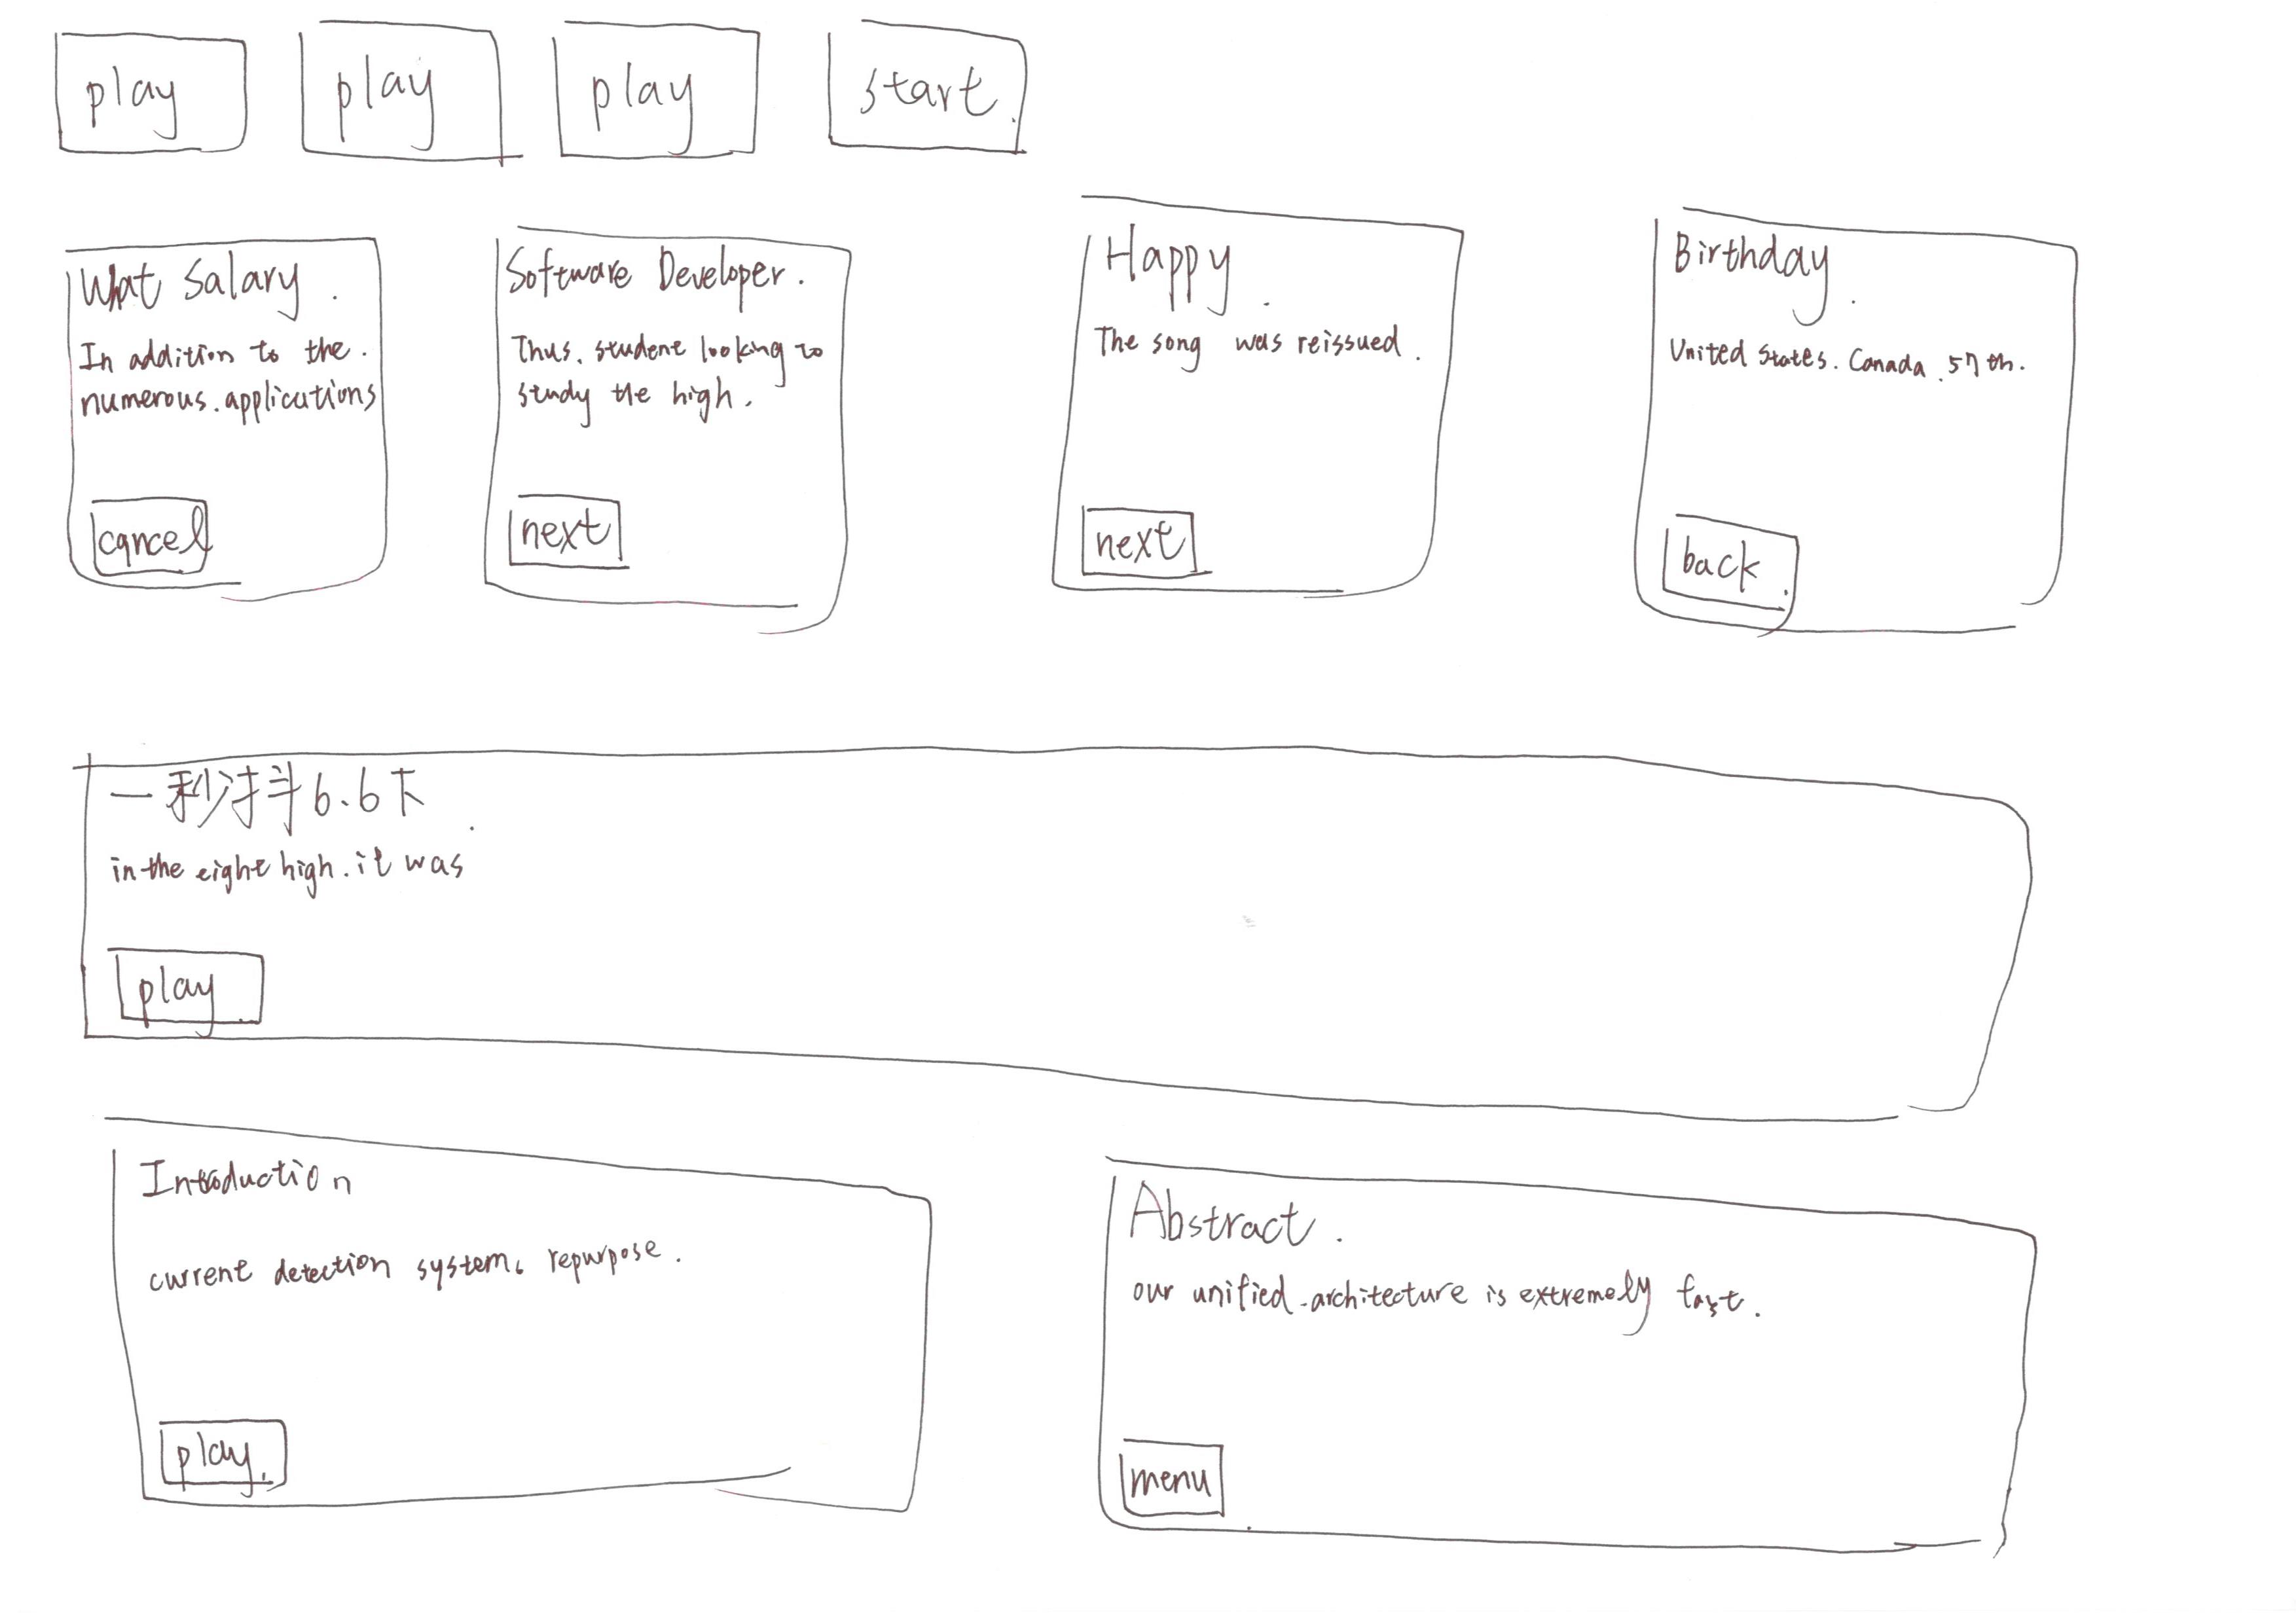 play
play
play
start.
What Salary.
In addition to the.
numerous.applications
cancel
Software Developer.
Thus. student looking to
study the high.
next
Happy.
The song was reissued.
next
Birthday.
United States. Canada.57th.
back.
一秒抖6.6下.
in the eight high. it was
play.
Introduction
current detection system. repurpose.
play.
Abstract.
our unified-architecture is extremely fast.
menu.